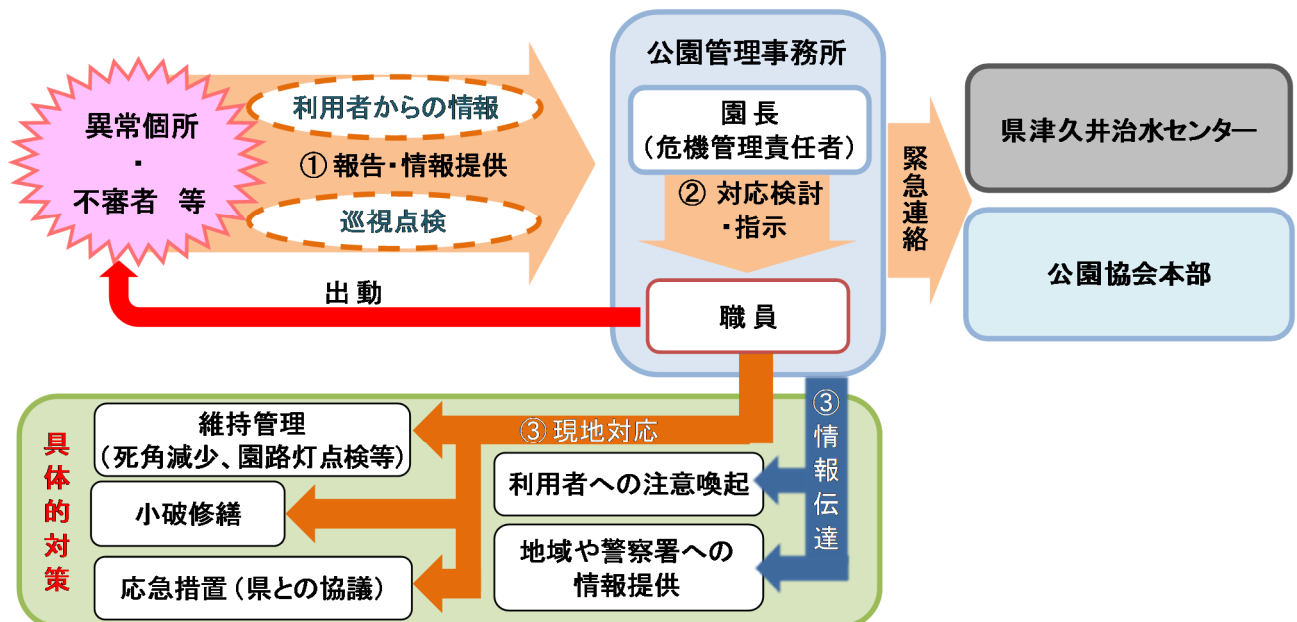 異常個所
・
不審者 等
利用者からの情報
① 報告・情報提供
巡視点検
出 動
公園管理事務所
園 長
（危機管理責任者）
② 対応検討
・指示
職 員
緊急連絡
県津久井治水センター
公園協会本部
具体的対策
維持管理
（死角減少、園路灯点検等）
小破修繕
応急措置（県との協議）
③ 現地対応
③情報伝達
利用者への注意喚起
地域や警察署への
情報提供